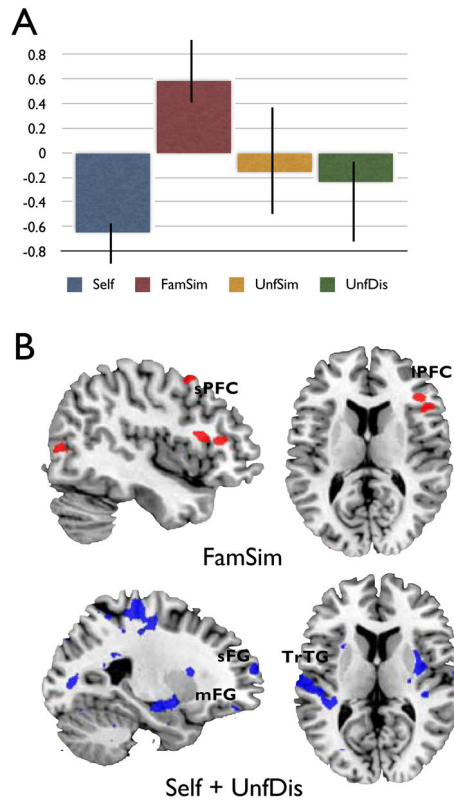 A
0.8
0.6
0.4
0.2
0
-0.2
-0.4
-0.6
-0.8
Self FamSim UnfSim UnfDis
B
sPFC lPFC
FamSim
sFG TrTG
mFG
Self + UnfDis